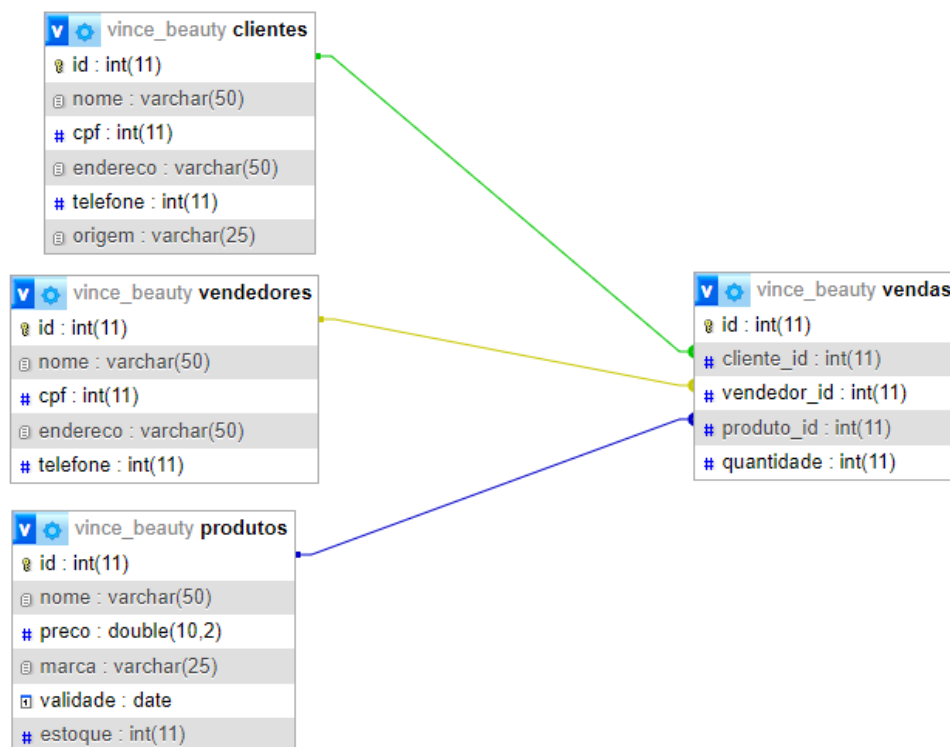 v vince_beauty clientes
id : int(11)
nome : varchar(50)
# cpf : int(11)
endereco : varchar(50)
# telefone : int(11)
origem : varchar(25)
v vince_beauty vendedores
id : int(11)
nome : varchar(50)
# cpf : int(11)
endereco : varchar(50)
# telefone : int(11)
v vince_beauty produtos
id : int(11)
nome : varchar(50)
# preco : double(10,2)
marca : varchar(25)
validade : date
# estoque : int(11)
v vince_beauty vendas
id : int(11)
# cliente_id : int(11)
# vendedor_id : int(11)
# produto_id : int(11)
# quantidade : int(11)